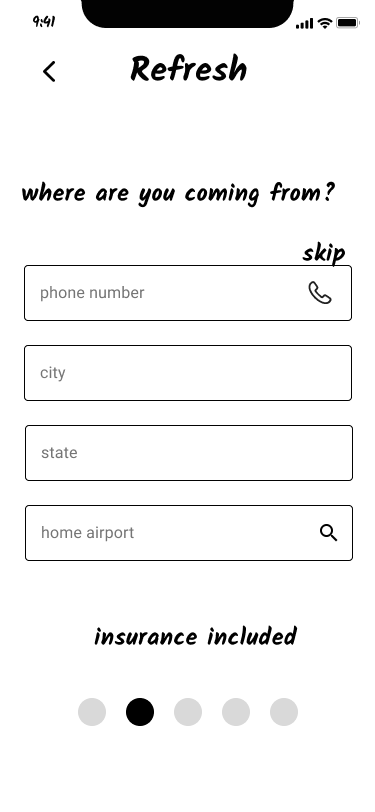 9:41
Refresh
where are you coming from?
skip
phone number
city
state
home airport
insurance included